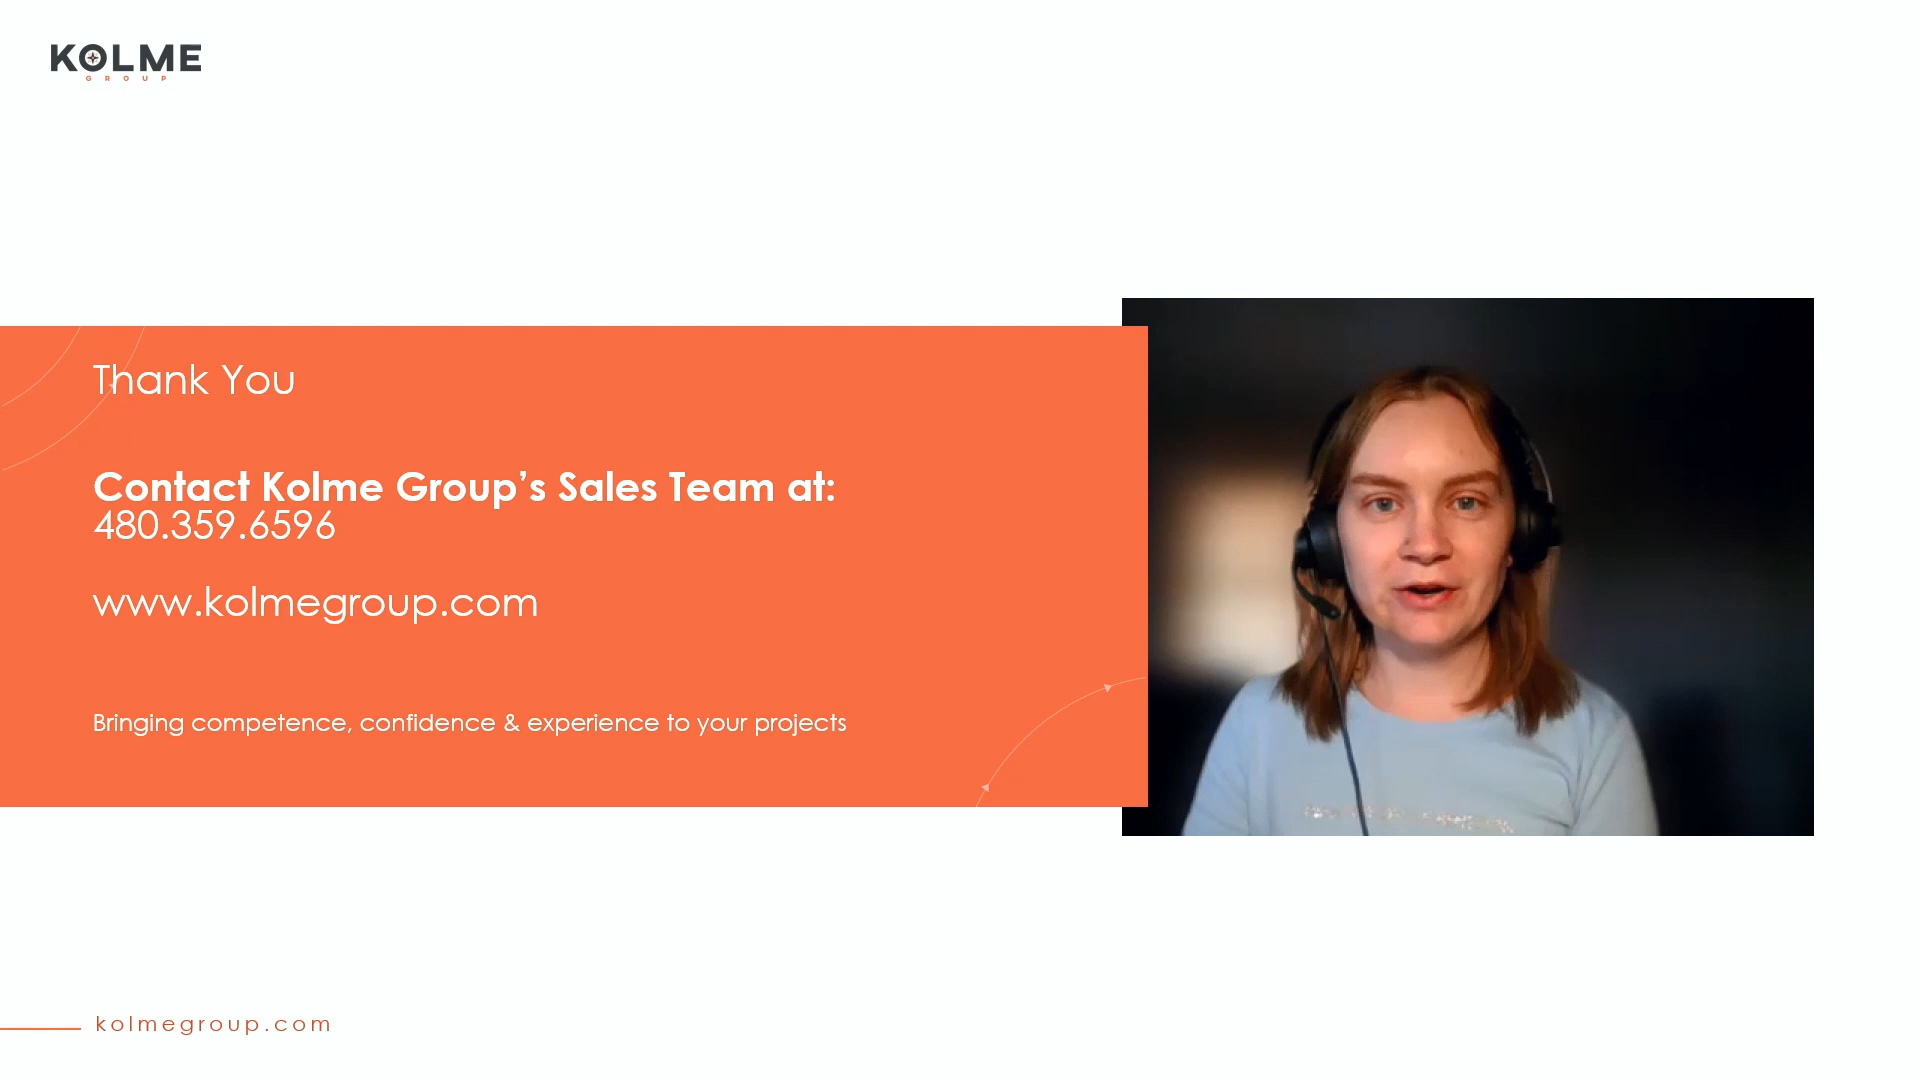 KOLME
GROUP
Thank You
Contact Kolme Group’s Sales Team at:
480.359.6596
www.kolmegroup.com
Bringing competence, confidence & experience to your projects
kolmegroup.com